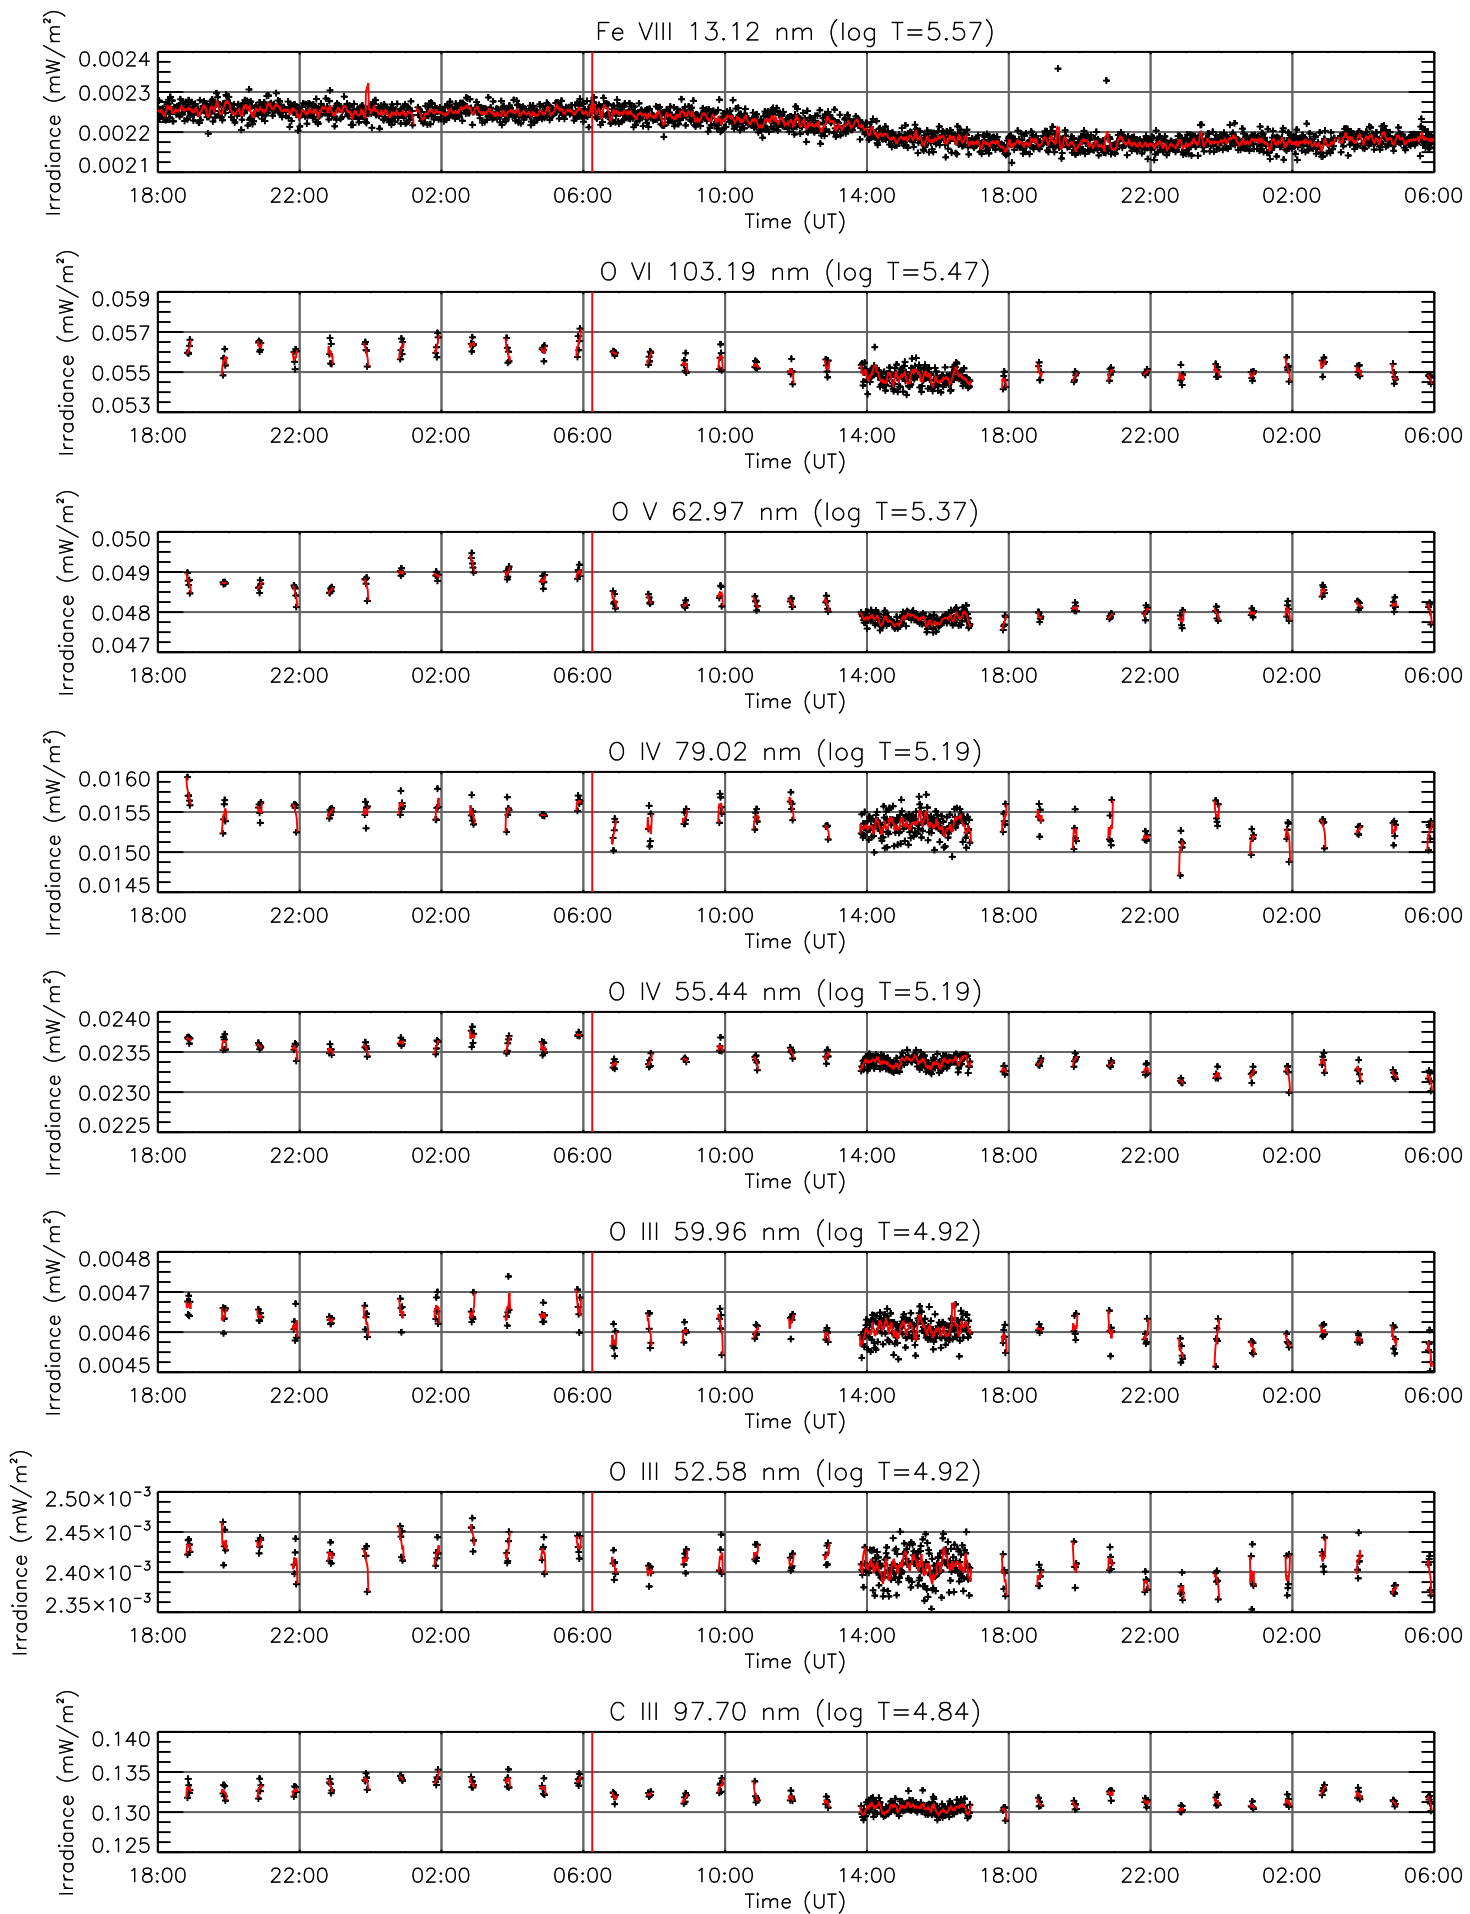 Fe VIII 13.12 nm (log T=5.57)
Irradiance (mW/m²)
0.0024
0.0023
0.0022
0.0021
18:00 22:00 02:00 06:00 10:00 14:00 18:00 22:00 02:00 06:00
Time (UT)
O VI 103.19 nm (log T=5.47)
Irradiance (mW/m²)
0.059
0.057
0.055
0.053
18:00 22:00 02:00 06:00 10:00 14:00 18:00 22:00 02:00 06:00
Time (UT)
O V 62.97 nm (log T=5.37)
Irradiance (mW/m²)
0.050
0.049
0.048
0.047
18:00 22:00 02:00 06:00 10:00 14:00 18:00 22:00 02:00 06:00
Time (UT)
O IV 79.02 nm (log T=5.19)
Irradiance (mW/m²)
0.0160
0.0155
0.0150
0.0145
18:00 22:00 02:00 06:00 10:00 14:00 18:00 22:00 02:00 06:00
Time (UT)
O IV 55.44 nm (log T=5.19)
Irradiance (mW/m²)
0.0240
0.0235
0.0230
0.0225
18:00 22:00 02:00 06:00 10:00 14:00 18:00 22:00 02:00 06:00
Time (UT)
O III 59.96 nm (log T=4.92)
Irradiance (mW/m²)
0.0048
0.0047
0.0046
0.0045
18:00 22:00 02:00 06:00 10:00 14:00 18:00 22:00 02:00 06:00
Time (UT)
O III 52.58 nm (log T=4.92)
Irradiance (mW/m²)
2.50×10⁻³
2.45×10⁻³
2.40×10⁻³
2.35×10⁻³
18:00 22:00 02:00 06:00 10:00 14:00 18:00 22:00 02:00 06:00
Time (UT)
C III 97.70 nm (log T=4.84)
Irradiance (mW/m²)
0.140
0.135
0.130
0.125
18:00 22:00 02:00 06:00 10:00 14:00 18:00 22:00 02:00 06:00
Time (UT)